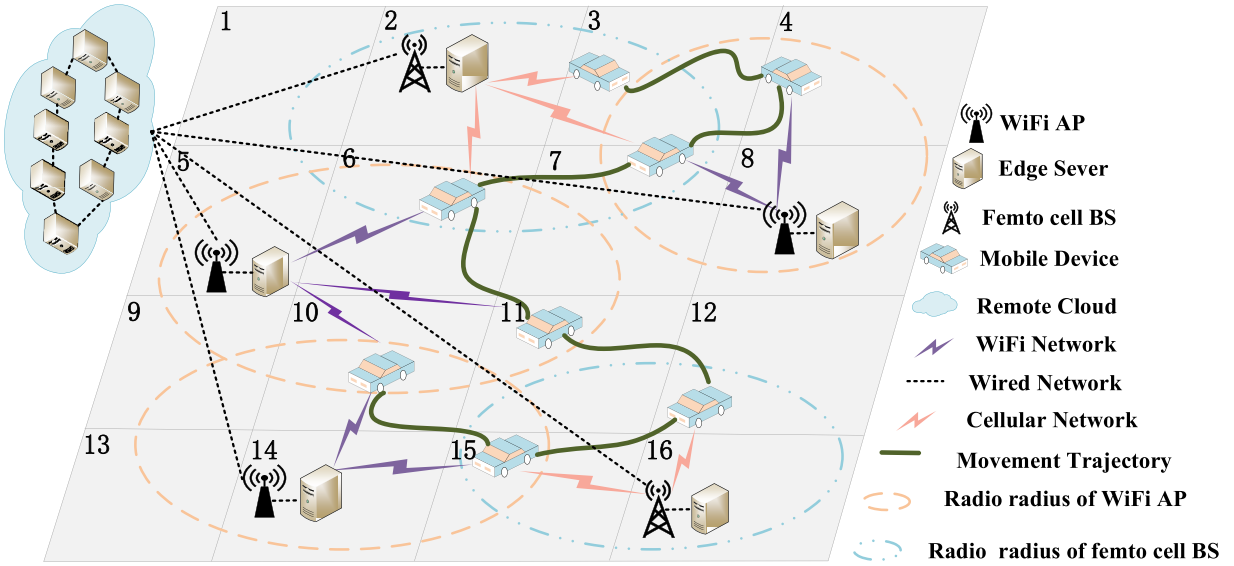 1
2
3
4
5
6
7
8
9
10
11
12
13
14
15
16
WiFi AP
Edge Sever
Femto cell BS
Mobile Device
Remote Cloud
WiFi Network
Wired Network
Cellular Network
Movement Trajectory
Radio radius of WiFi AP
Radio radius of femto cell BS